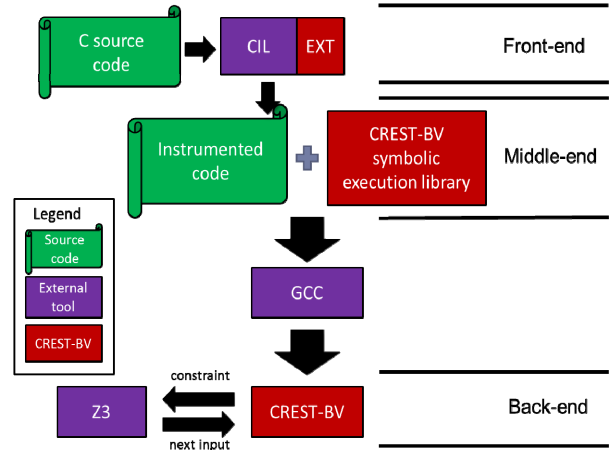 C source
code
CIL
EXT
Front-end
Instrumented
code
CREST-BV
symbolic
execution library
Middle-end
Legend
Source
code
External
tool
CREST-BV
GCC
constraint
Z3
CREST-BV
next input
Back-end